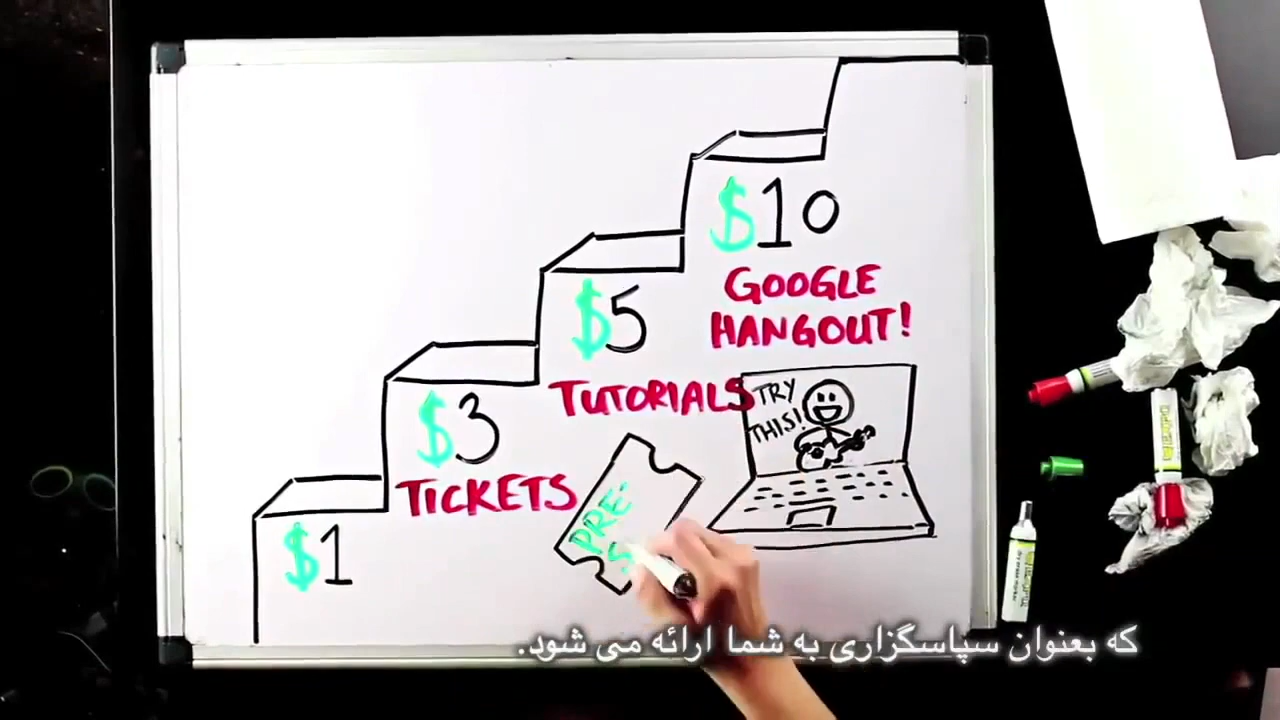 $10
GOOGLE
HANGOUT!
$5
TUTORIALS
TRY
THIS!
$3
TICKETS
PRE-
S
$1
که بعنوان سپاسگزاری به شما ارائه می شود.